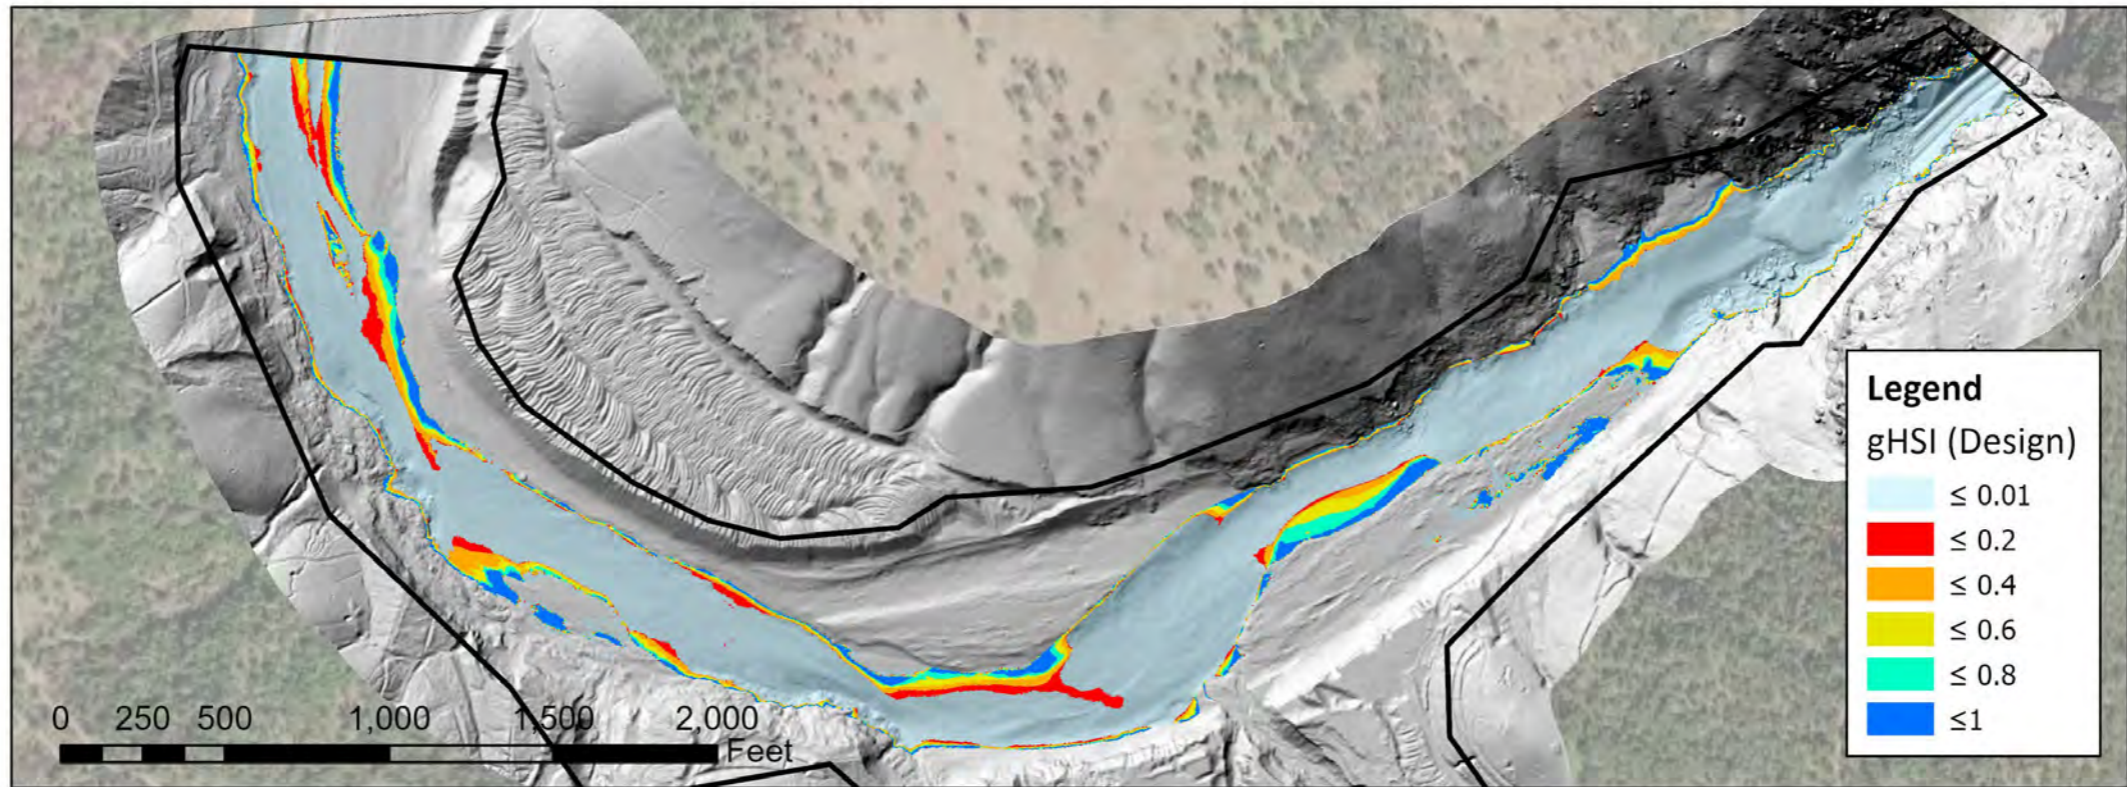 Legend
gHSI (Design)
≤ 0.01
≤ 0.2
≤ 0.4
≤ 0.6
≤ 0.8
≤1
0 250 500 1,000 1,500 2,000
Feet